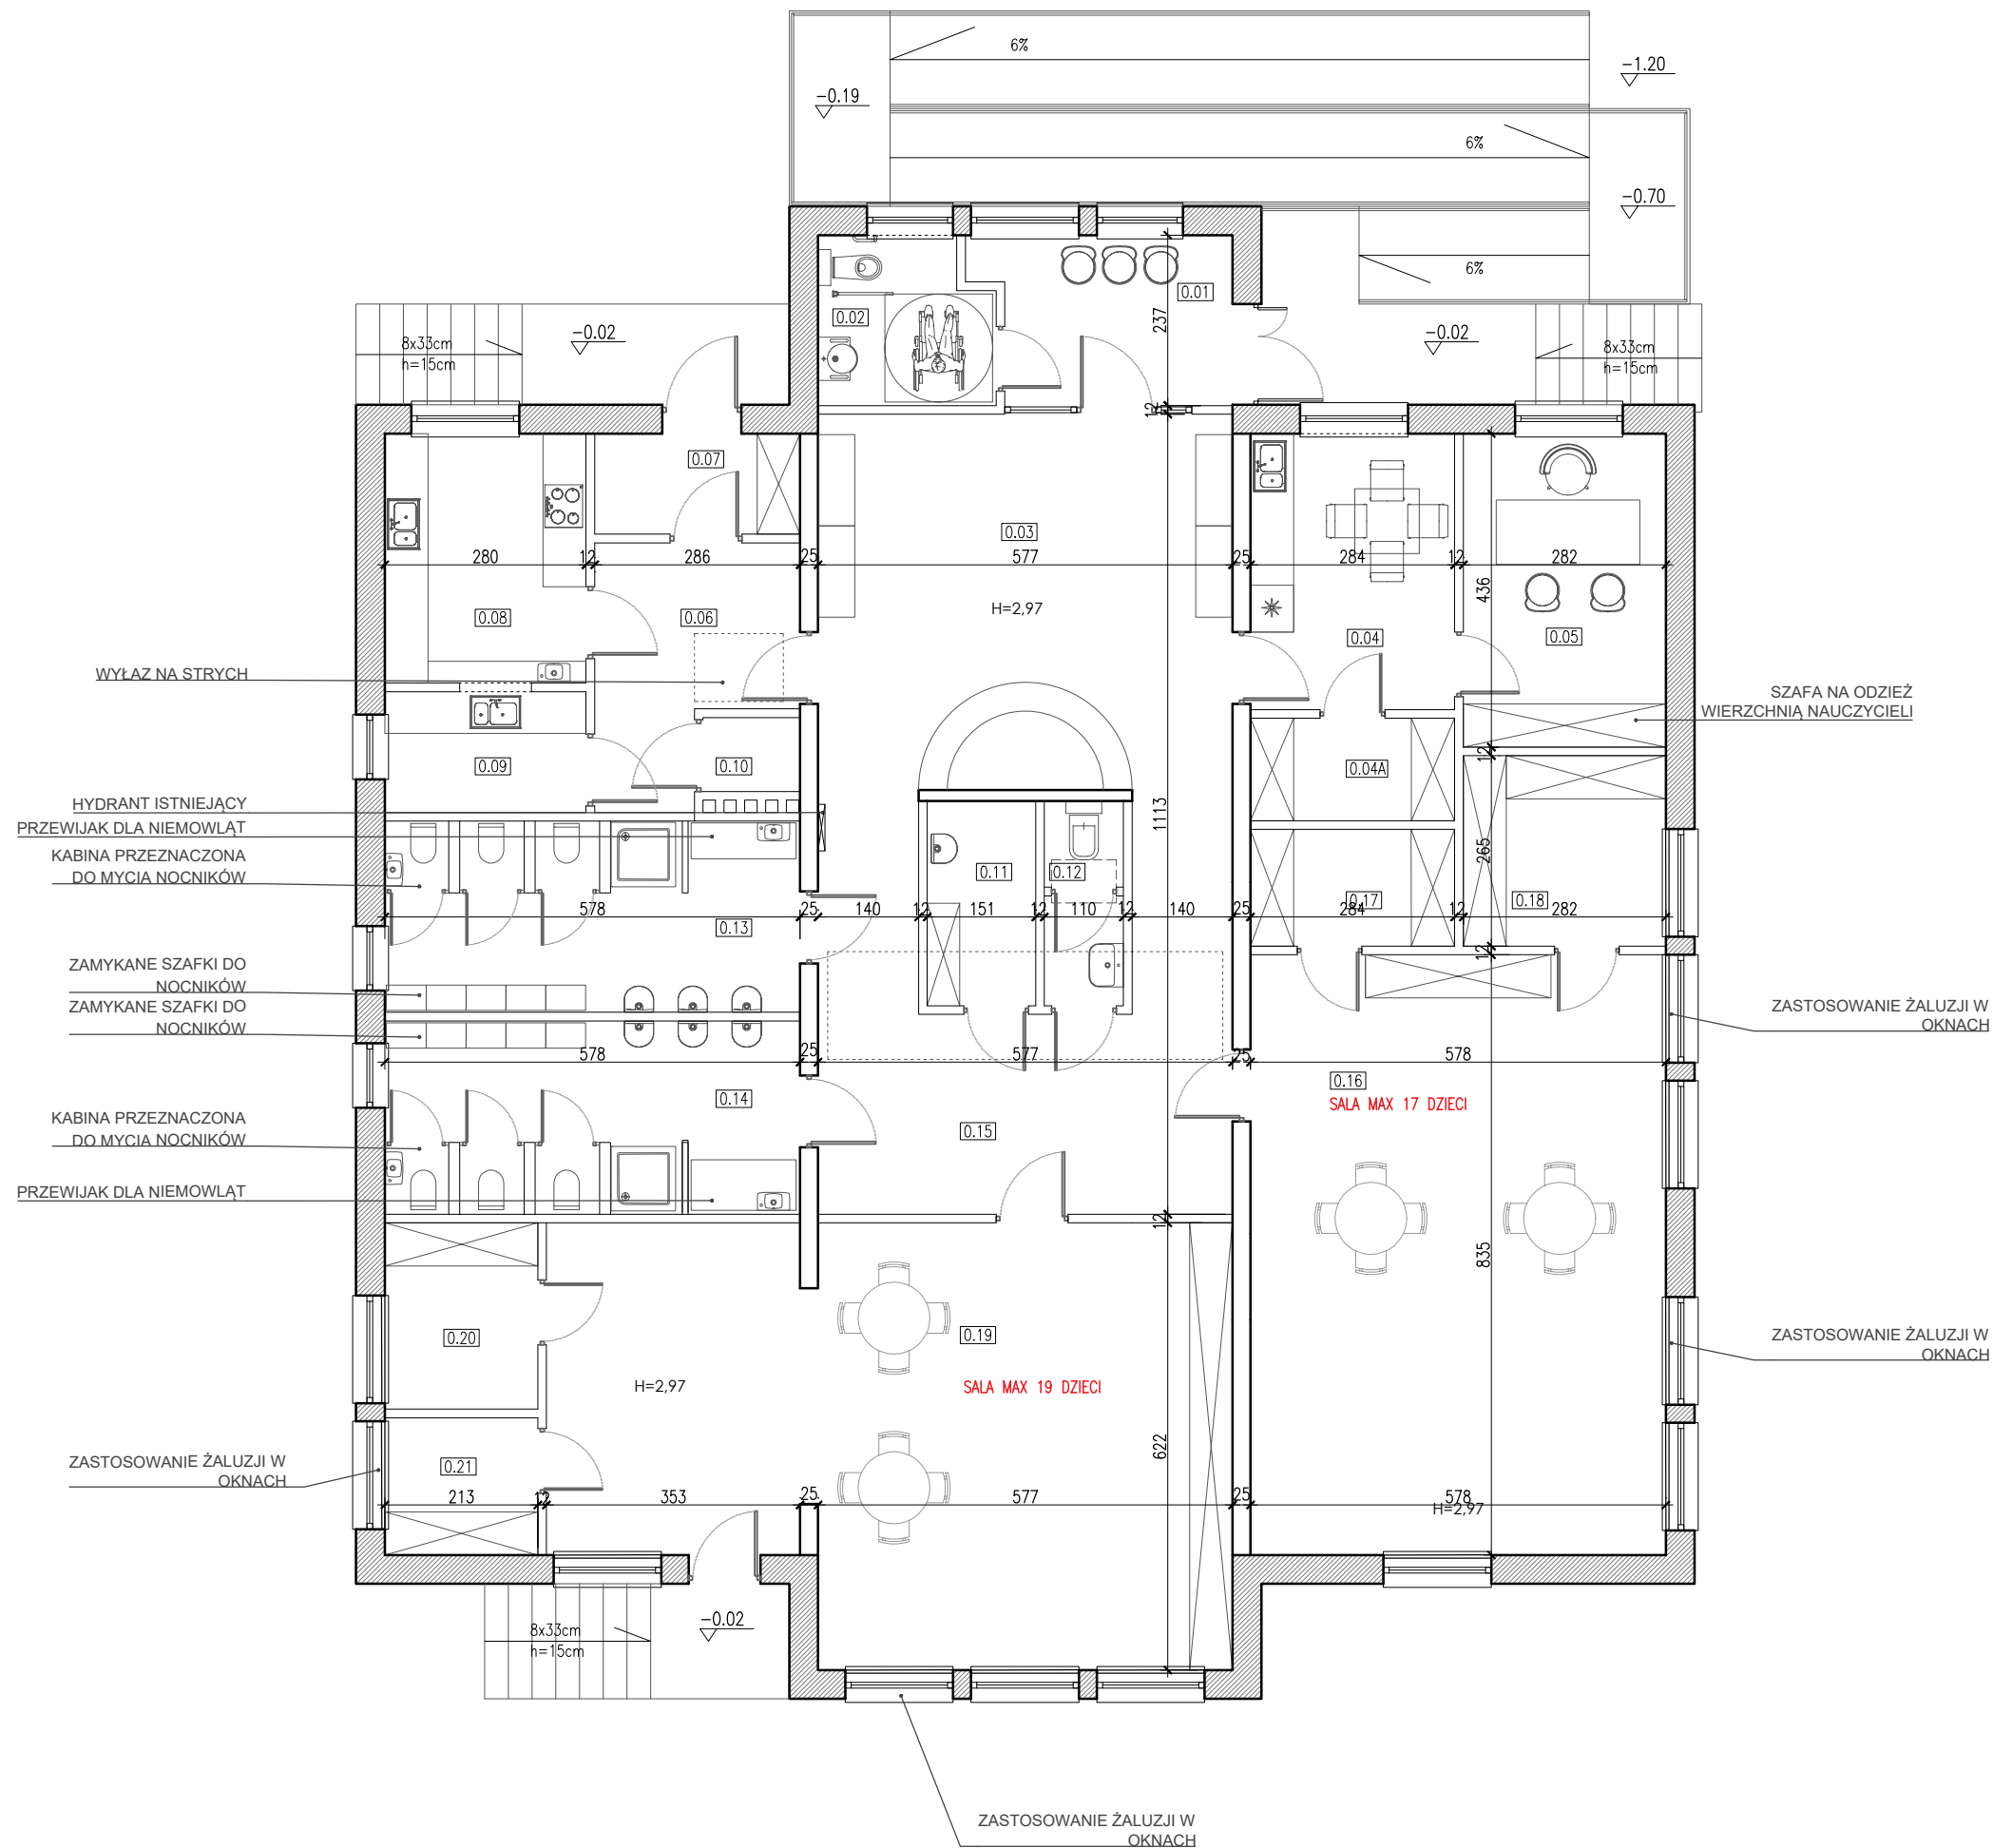 6%
-1.20
-0.19
6%
-0.70
6%
0.01
0.02
237
-0.02
-0.02
8x33cm
h=15cm
8x33cm
h=15cm
12
0.07
0.03
280
12
286
25
577
25
284
12
282
436
H=2,97
0.08
0.06
0.04
0.05
WYŁAZ NA STRYCH
SZAFA NA ODZIEŻ
WIERZCHNIĄ NAUCZYCIELI
12
0.09
0.10
0.04A
HYDRANT ISTNIEJĄCY
1113
PRZEWIJAK DLA NIEMOWLĄT
KABINA PRZEZNACZONA
DO MYCIA NOCNIKÓW
265
0.11
0.12
0.17
0.18
578
25
140
12
151
12
110
12
140
25
284
12
282
0.13
12
ZAMYKANE SZAFKI DO
NOCNIKÓW
ZAMYKANE SZAFKI DO
NOCNIKÓW
ZASTOSOWANIE ŻALUZJI W
OKNACH
578
25
577
25
578
0.16
SALA MAX 17 DZIECI
0.14
KABINA PRZEZNACZONA
DO MYCIA NOCNIKÓW
0.15
PRZEWIJAK DLA NIEMOWLĄT
12
835
0.20
0.19
ZASTOSOWANIE ŻALUZJI W
OKNACH
H=2,97
SALA MAX 19 DZIECI
622
ZASTOSOWANIE ŻALUZJI W
OKNACH
0.21
213
12
353
25
577
25
578
H=2,97
8x33cm
h=15cm
-0.02
ZASTOSOWANIE ŻALUZJI W
OKNACH